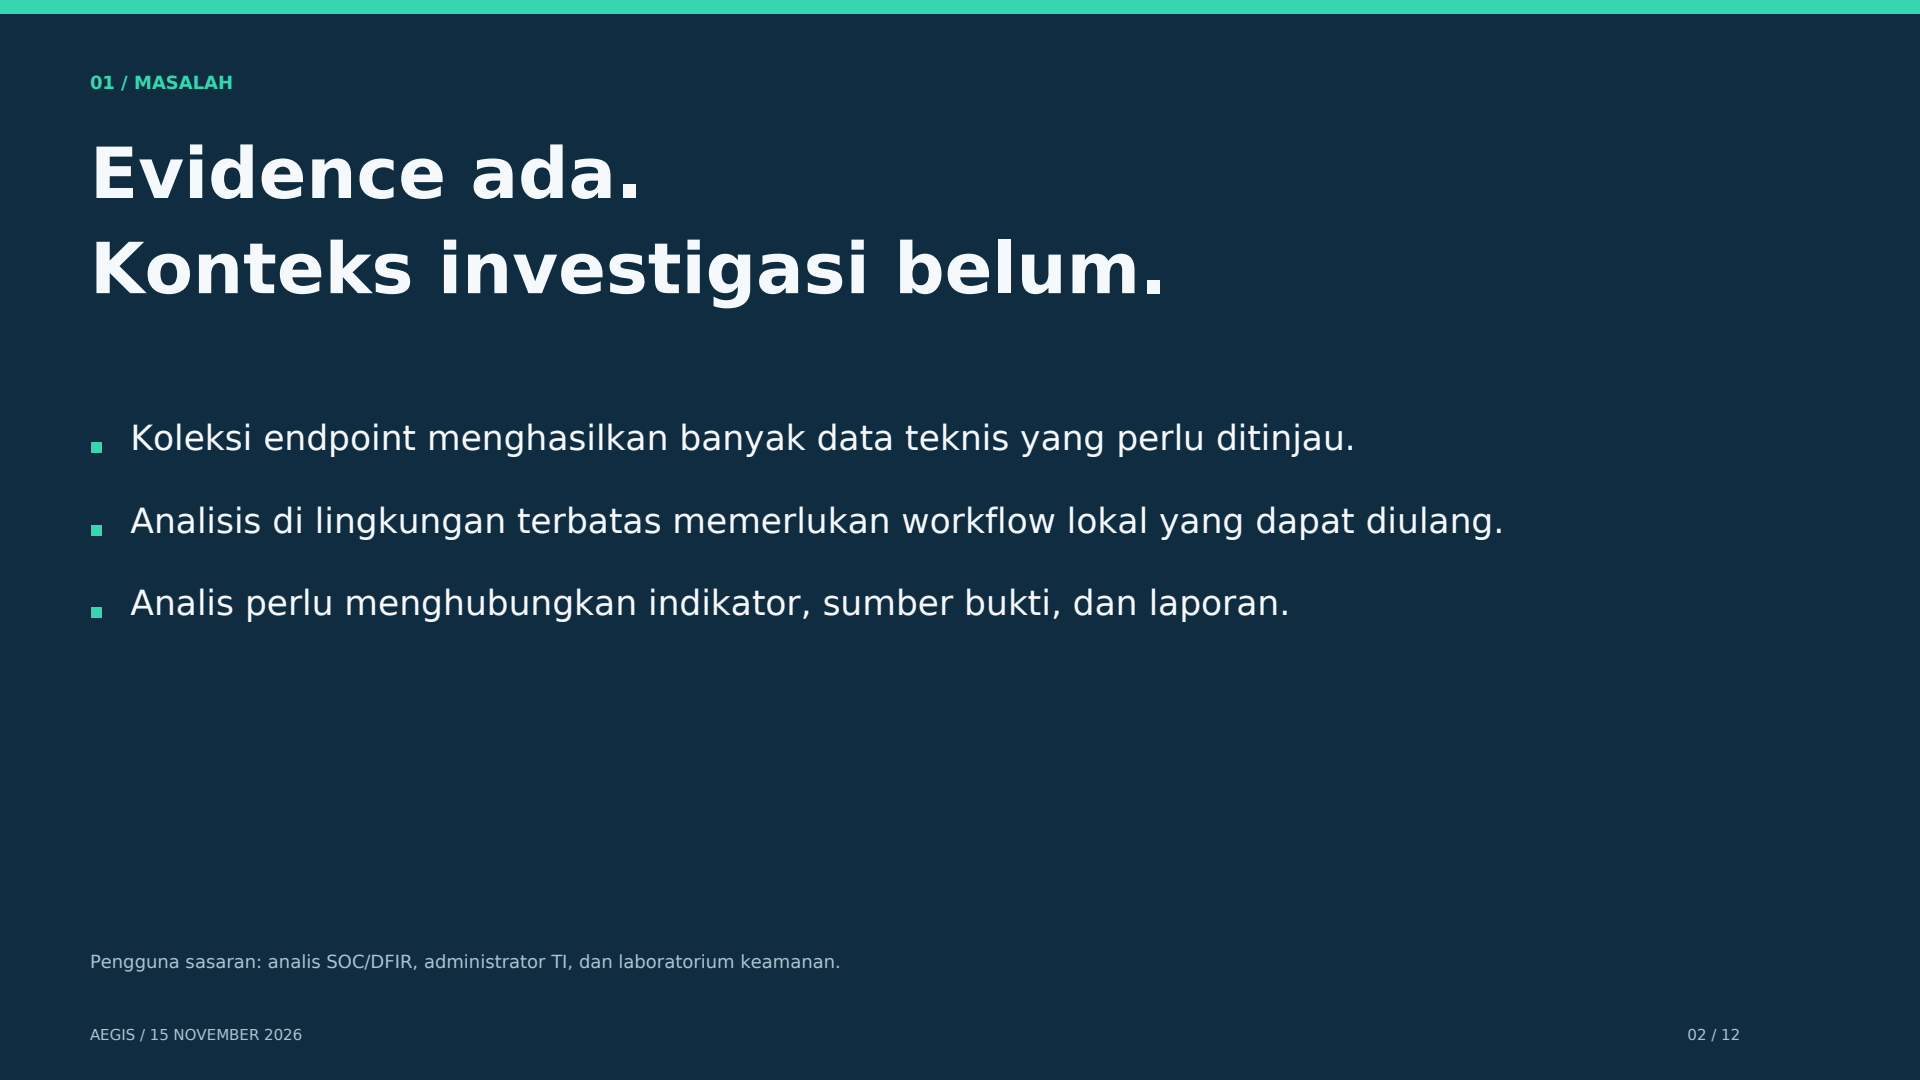 01 / MASALAH
Evidence ada.
Konteks investigasi belum.
Koleksi endpoint menghasilkan banyak data teknis yang perlu ditinjau.
Analisis di lingkungan terbatas memerlukan workflow lokal yang dapat diulang.
Analis perlu menghubungkan indikator, sumber bukti, dan laporan.
Pengguna sasaran: analis SOC/DFIR, administrator TI, dan laboratorium keamanan.
AEGIS / 15 NOVEMBER 2026
02 / 12